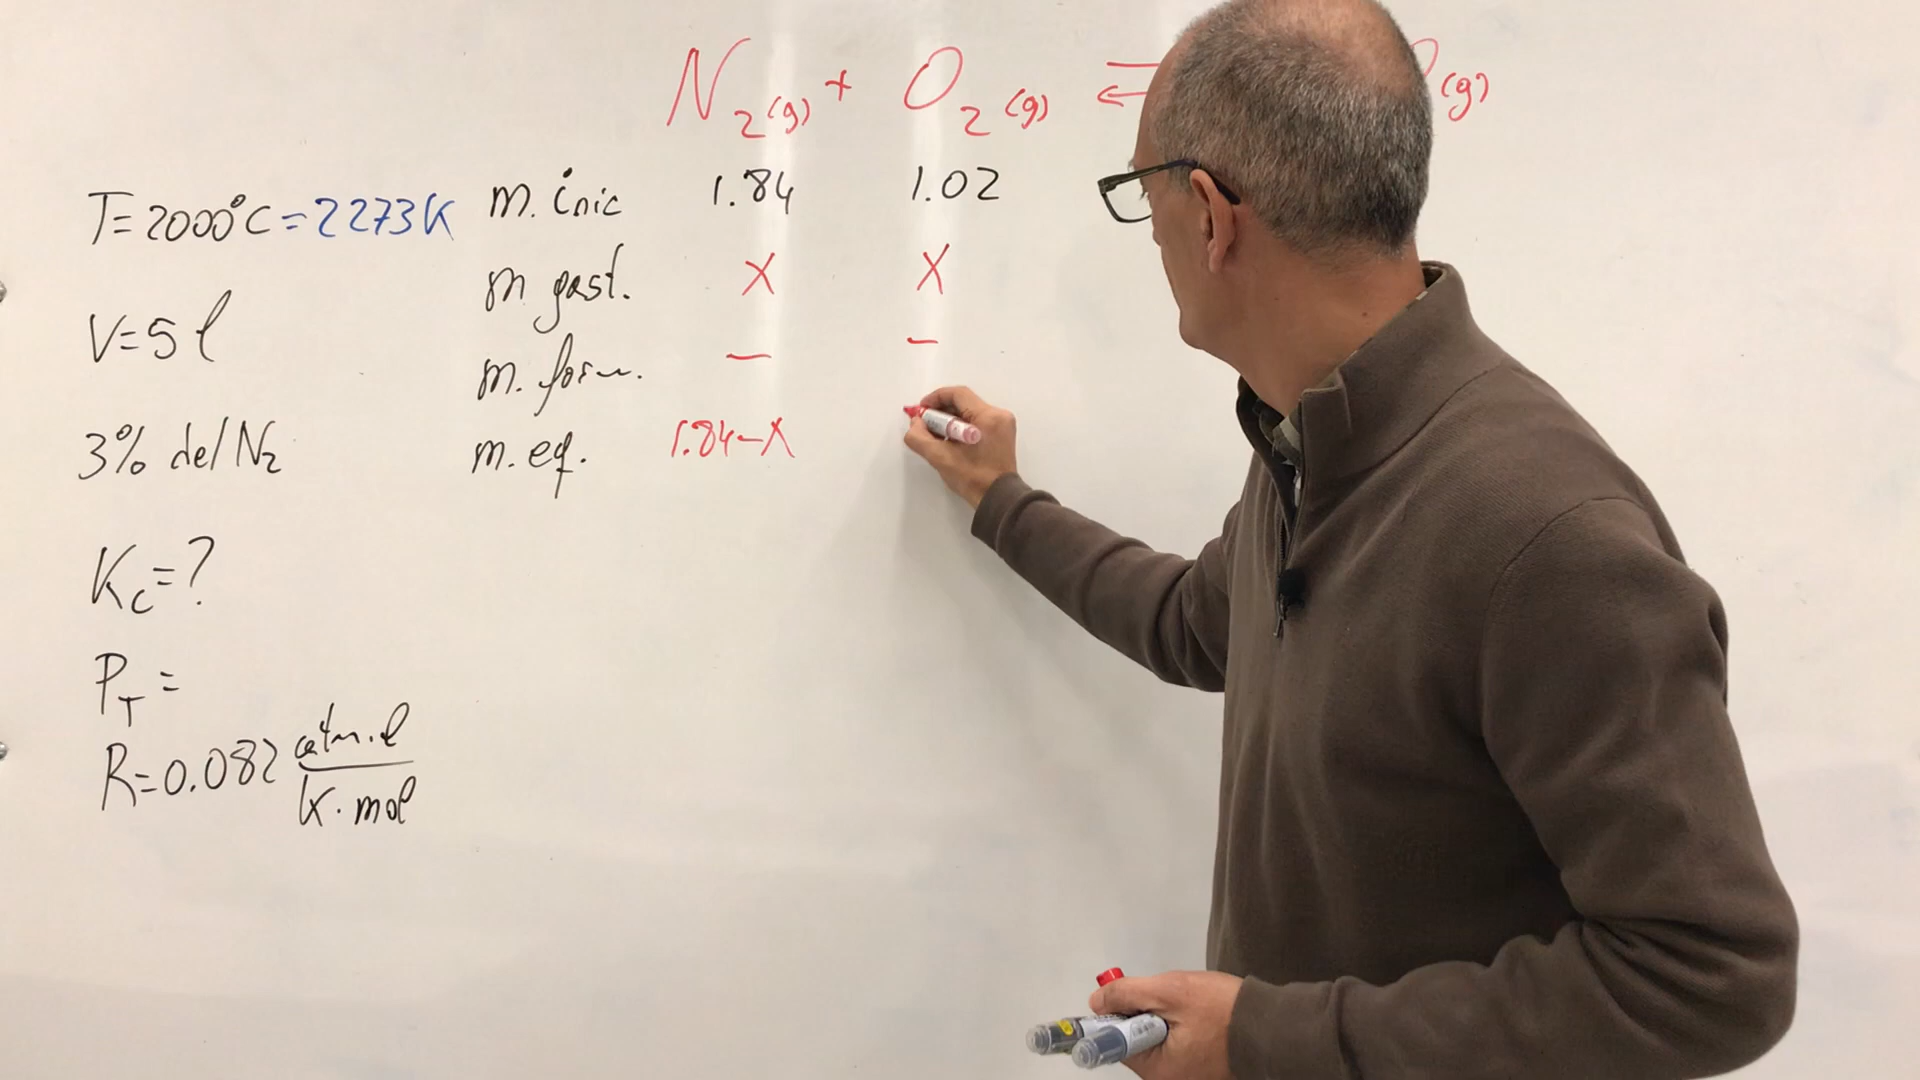 N2(g) + O2(g) ⇌ (g)
T=2000°C=2273K
m. inic 1.84 1.02
m gast. X X
V=5 l
m. form. — —
3% del N2
m. eq. 1.84-X
Kc=?
PT=
R=0.082 atm.l
K.mol